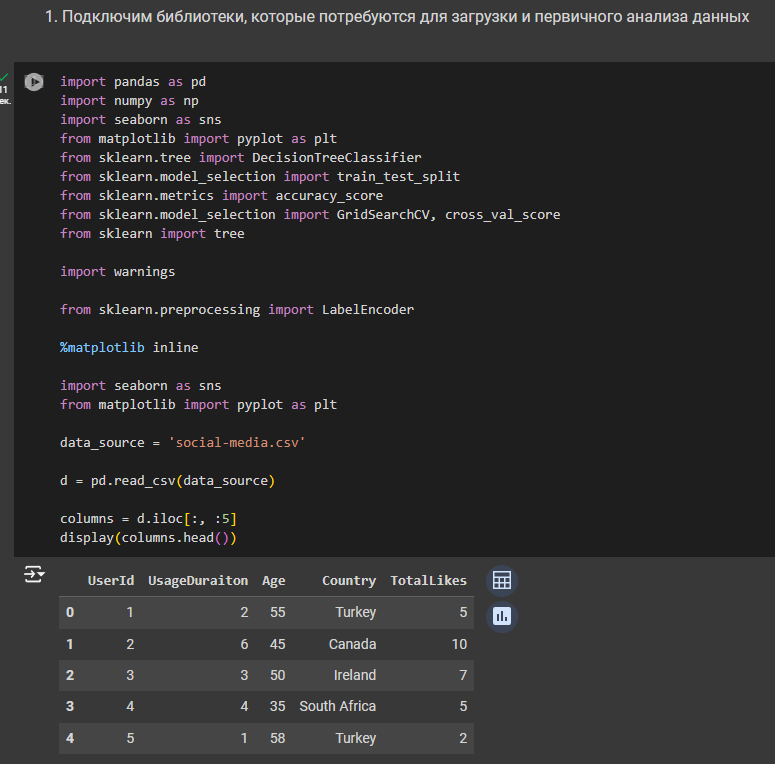 1. Подключим библиотеки, которые потребуются для загрузки и первичного анализа данных
11
ек.
import pandas as pd
import numpy as np
import seaborn as sns
from matplotlib import pyplot as plt
from sklearn.tree import DecisionTreeClassifier
from sklearn.model_selection import train_test_split
from sklearn.metrics import accuracy_score
from sklearn.model_selection import GridSearchCV, cross_val_score
from sklearn import tree
import warnings
from sklearn.preprocessing import LabelEncoder
%matplotlib inline
import seaborn as sns
from matplotlib import pyplot as plt
data_source = 'social-media.csv'
d = pd.read_csv(data_source)
columns = d.iloc[:, :5]
display(columns.head())
UserId UsageDuraiton Age Country TotalLikes
0 1 2 55 Turkey 5
1 2 6 45 Canada 10
2 3 3 50 Ireland 7
3 4 4 35 South Africa 5
4 5 1 58 Turkey 2